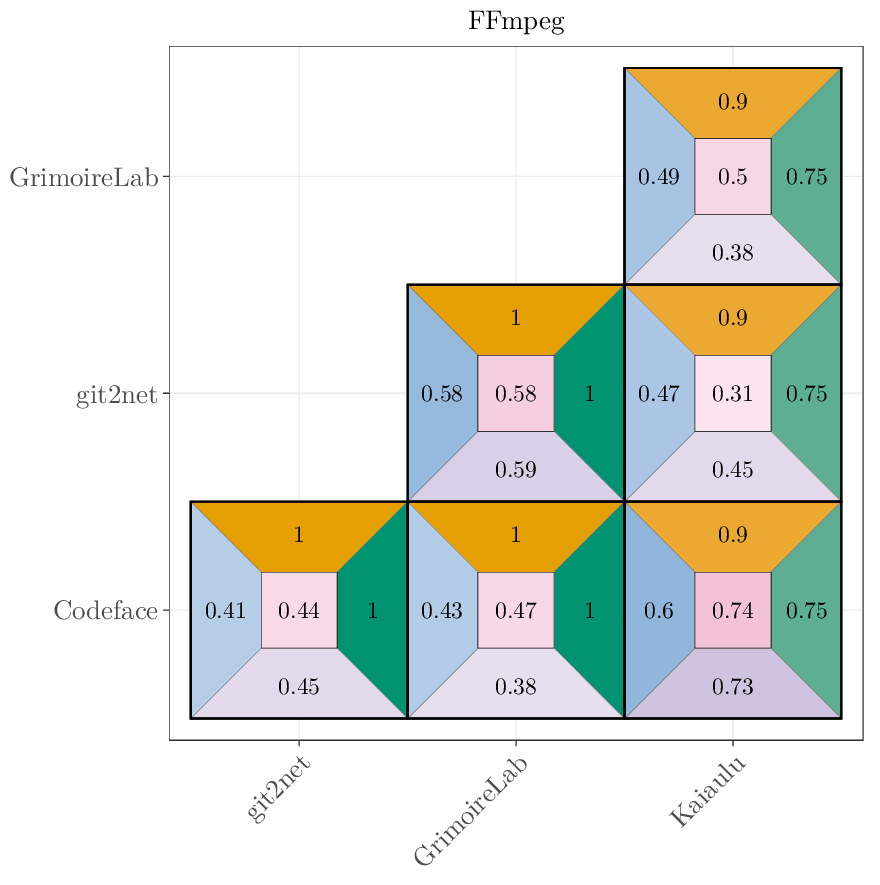 FFmpeg
0.9
GrimoireLab 0.49 0.5 0.75
0.38
1 0.9
git2net 0.58 0.58 1 0.47 0.31 0.75
0.59 0.45
1 1 0.9
Codeface 0.41 0.44 1 0.43 0.47 1 0.6 0.74 0.75
0.45 0.38 0.73
git2net GrimoireLab Kaiaulu